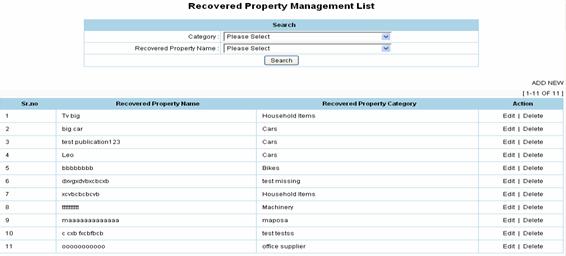 Recovered Property Management List
Search
Category : Please Select
Recovered Property Name : Please Select
Search
ADD NEW
[ 1-11 OF 11 ]
Sr.no Recovered Property Name Recovered Property Category Action
1 Tv big Household Items Edit | Delete
2 big car Cars Edit | Delete
3 test publication123 Cars Edit | Delete
4 Leo Cars Edit | Delete
5 bbbbbbbb Bikes Edit | Delete
6 test missing Edit | Delete
7 xcvbcbcbcvb Household Items Edit | Delete
8 Machinery Edit | Delete
9 maaaaaaaaaaaaa maposa Edit | Delete
10 c cxb fxcbfbcb test testss Edit | Delete
11 ooooooooooo office supplier Edit | Delete